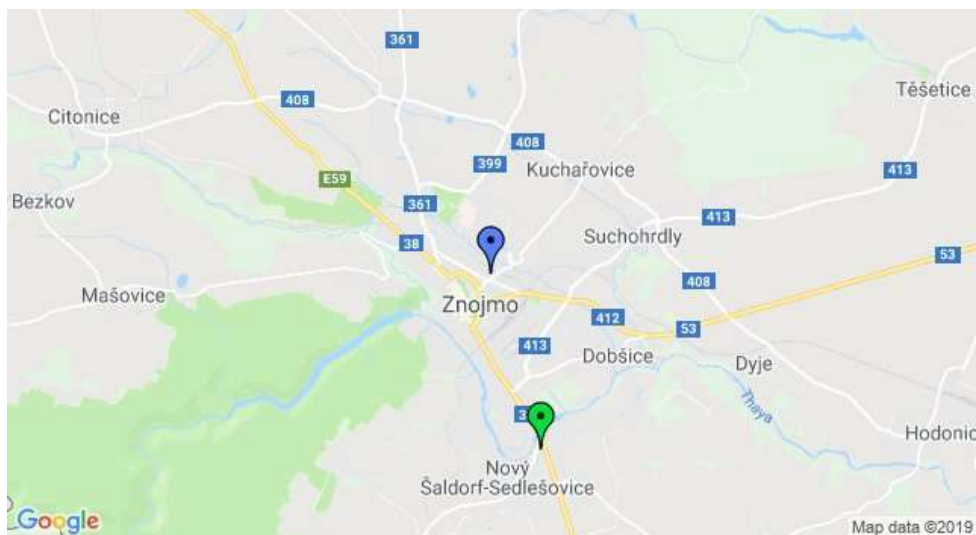 361
408
Citonice
Těšetice
408
399
Kuchařovice
413
E59
Bezkov
361
413
Suchohrdly
38
53
408
Mašovice
Znojmo
412
53
413
Dobšice
Dyje
Thaya
Hodonic
Nový
Šaldorf-Sedlešovice
Google
Map data ©2019